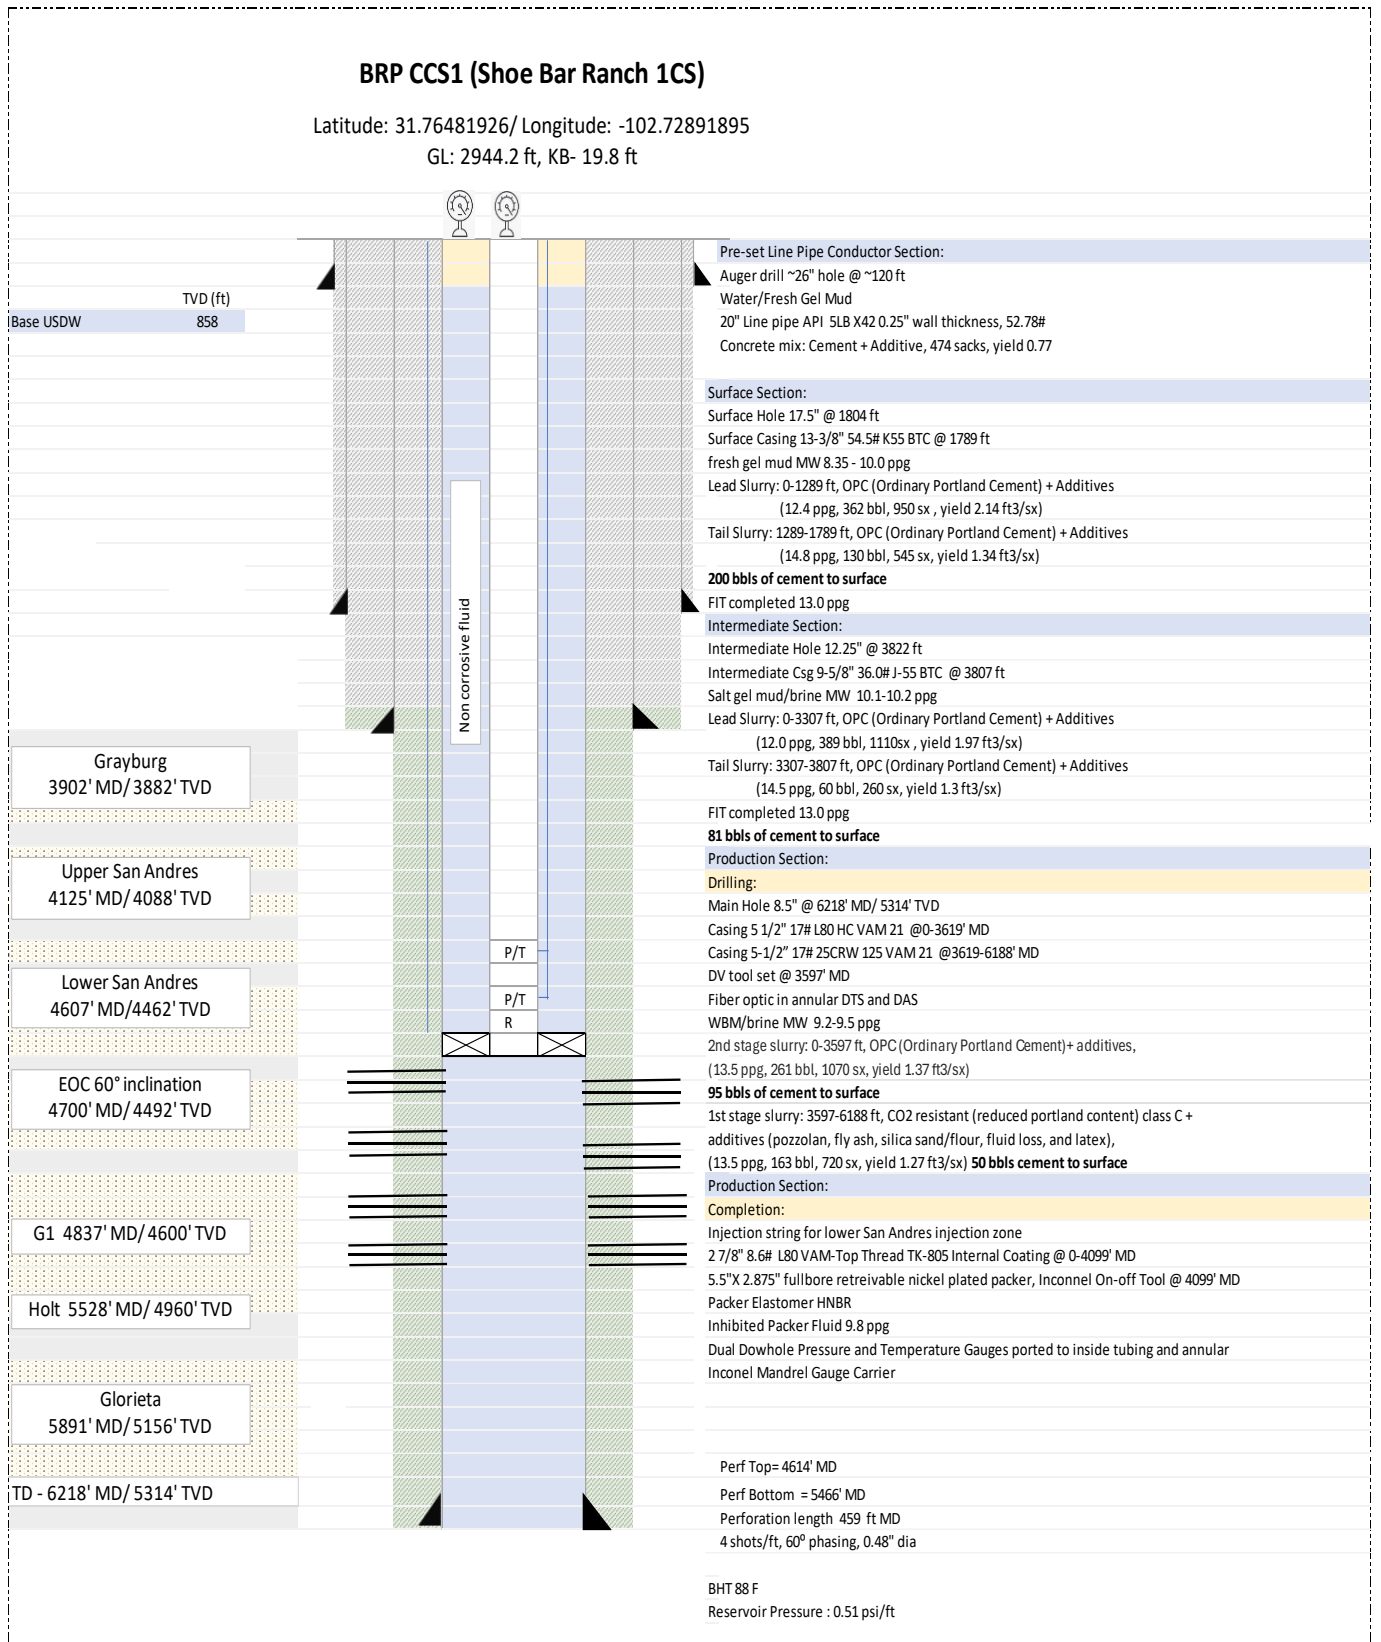 BRP CCS1 (Shoe Bar Ranch 1CS)
Latitude: 31.76481926/ Longitude: -102.72891895
GL: 2944.2 ft, KB- 19.8 ft
TVD (ft)
Base USDW 858
Non corrosive fluid
Grayburg
3902' MD/ 3882' TVD
Upper San Andres
4125' MD/ 4088' TVD
Lower San Andres
4607' MD/4462' TVD
EOC 60° inclination
4700' MD/ 4492' TVD
G1 4837' MD/ 4600' TVD
Holt 5528' MD/ 4960' TVD
Glorieta
5891' MD/ 5156' TVD
TD - 6218' MD/ 5314' TVD
P/T
P/T
R
Pre-set Line Pipe Conductor Section:
Auger drill ~26" hole @ ~120 ft
Water/Fresh Gel Mud
20" Line pipe API 5LB X42 0.25" wall thickness, 52.78#
Concrete mix: Cement + Additive, 474 sacks, yield 0.77
Surface Section:
Surface Hole 17.5" @ 1804 ft
Surface Casing 13-3/8" 54.5# K55 BTC @ 1789 ft
fresh gel mud MW 8.35 - 10.0 ppg
Lead Slurry: 0-1289 ft, OPC (Ordinary Portland Cement) + Additives
(12.4 ppg, 362 bbl, 950 sx , yield 2.14 ft3/sx)
Tail Slurry: 1289-1789 ft, OPC (Ordinary Portland Cement) + Additives
(14.8 ppg, 130 bbl, 545 sx, yield 1.34 ft3/sx)
200 bbls of cement to surface
FIT completed 13.0 ppg
Intermediate Section:
Intermediate Hole 12.25" @ 3822 ft
Intermediate Csg 9-5/8" 36.0# J-55 BTC @ 3807 ft
Salt gel mud/brine MW 10.1-10.2 ppg
Lead Slurry: 0-3307 ft, OPC (Ordinary Portland Cement) + Additives
(12.0 ppg, 389 bbl, 1110sx , yield 1.97 ft3/sx)
Tail Slurry: 3307-3807 ft, OPC (Ordinary Portland Cement) + Additives
(14.5 ppg, 60 bbl, 260 sx, yield 1.3 ft3/sx)
FIT completed 13.0 ppg
81 bbls of cement to surface
Production Section:
Drilling:
Main Hole 8.5" @ 6218' MD/ 5314' TVD
Casing 5 1/2" 17# L80 HC VAM 21 @0-3619' MD
Casing 5-1/2” 17# 25CRW 125 VAM 21 @3619-6188' MD
DV tool set @ 3597' MD
Fiber optic in annular DTS and DAS
WBM/brine MW 9.2-9.5 ppg
2nd stage slurry: 0-3597 ft, OPC (Ordinary Portland Cement)+ additives,
(13.5 ppg, 261 bbl, 1070 sx, yield 1.37 ft3/sx)
95 bbls of cement to surface
1st stage slurry: 3597-6188 ft, CO2 resistant (reduced portland content) class C +
additives (pozzolan, fly ash, silica sand/flour, fluid loss, and latex),
(13.5 ppg, 163 bbl, 720 sx, yield 1.27 ft3/sx) 50 bbls cement to surface
Production Section:
Completion:
Injection string for lower San Andres injection zone
2 7/8" 8.6# L80 VAM-Top Thread TK-805 Internal Coating @ 0-4099' MD
5.5"X 2.875" fullbore retreivable nickel plated packer, Inconnel On-off Tool @ 4099' MD
Packer Elastomer HNBR
Inhibited Packer Fluid 9.8 ppg
Dual Dowhole Pressure and Temperature Gauges ported to inside tubing and annular
Inconel Mandrel Gauge Carrier
Perf Top= 4614' MD
Perf Bottom = 5466' MD
Perforation length 459 ft MD
4 shots/ft, 60º phasing, 0.48" dia
BHT 88 F
Reservoir Pressure : 0.51 psi/ft